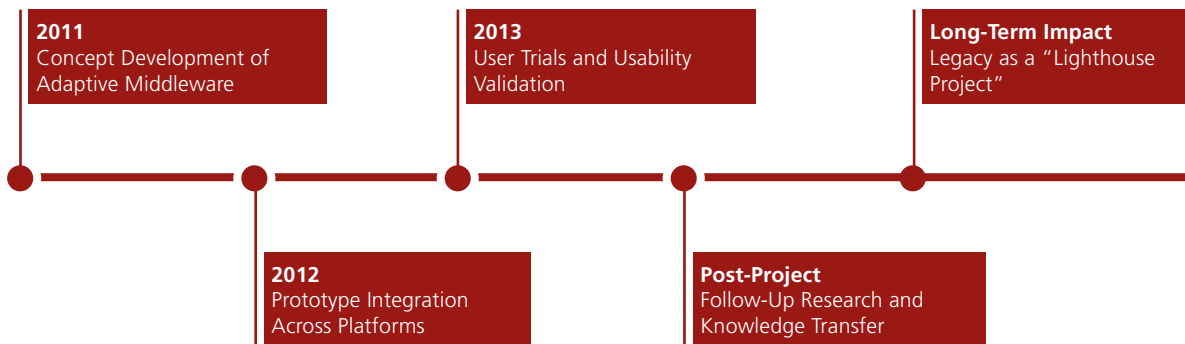 2011
Concept Development of
Adaptive Middleware
2012
Prototype Integration
Across Platforms
2013
User Trials and Usability
Validation
Post-Project
Follow-Up Research and
Knowledge Transfer
Long-Term Impact
Legacy as a “Lighthouse
Project”